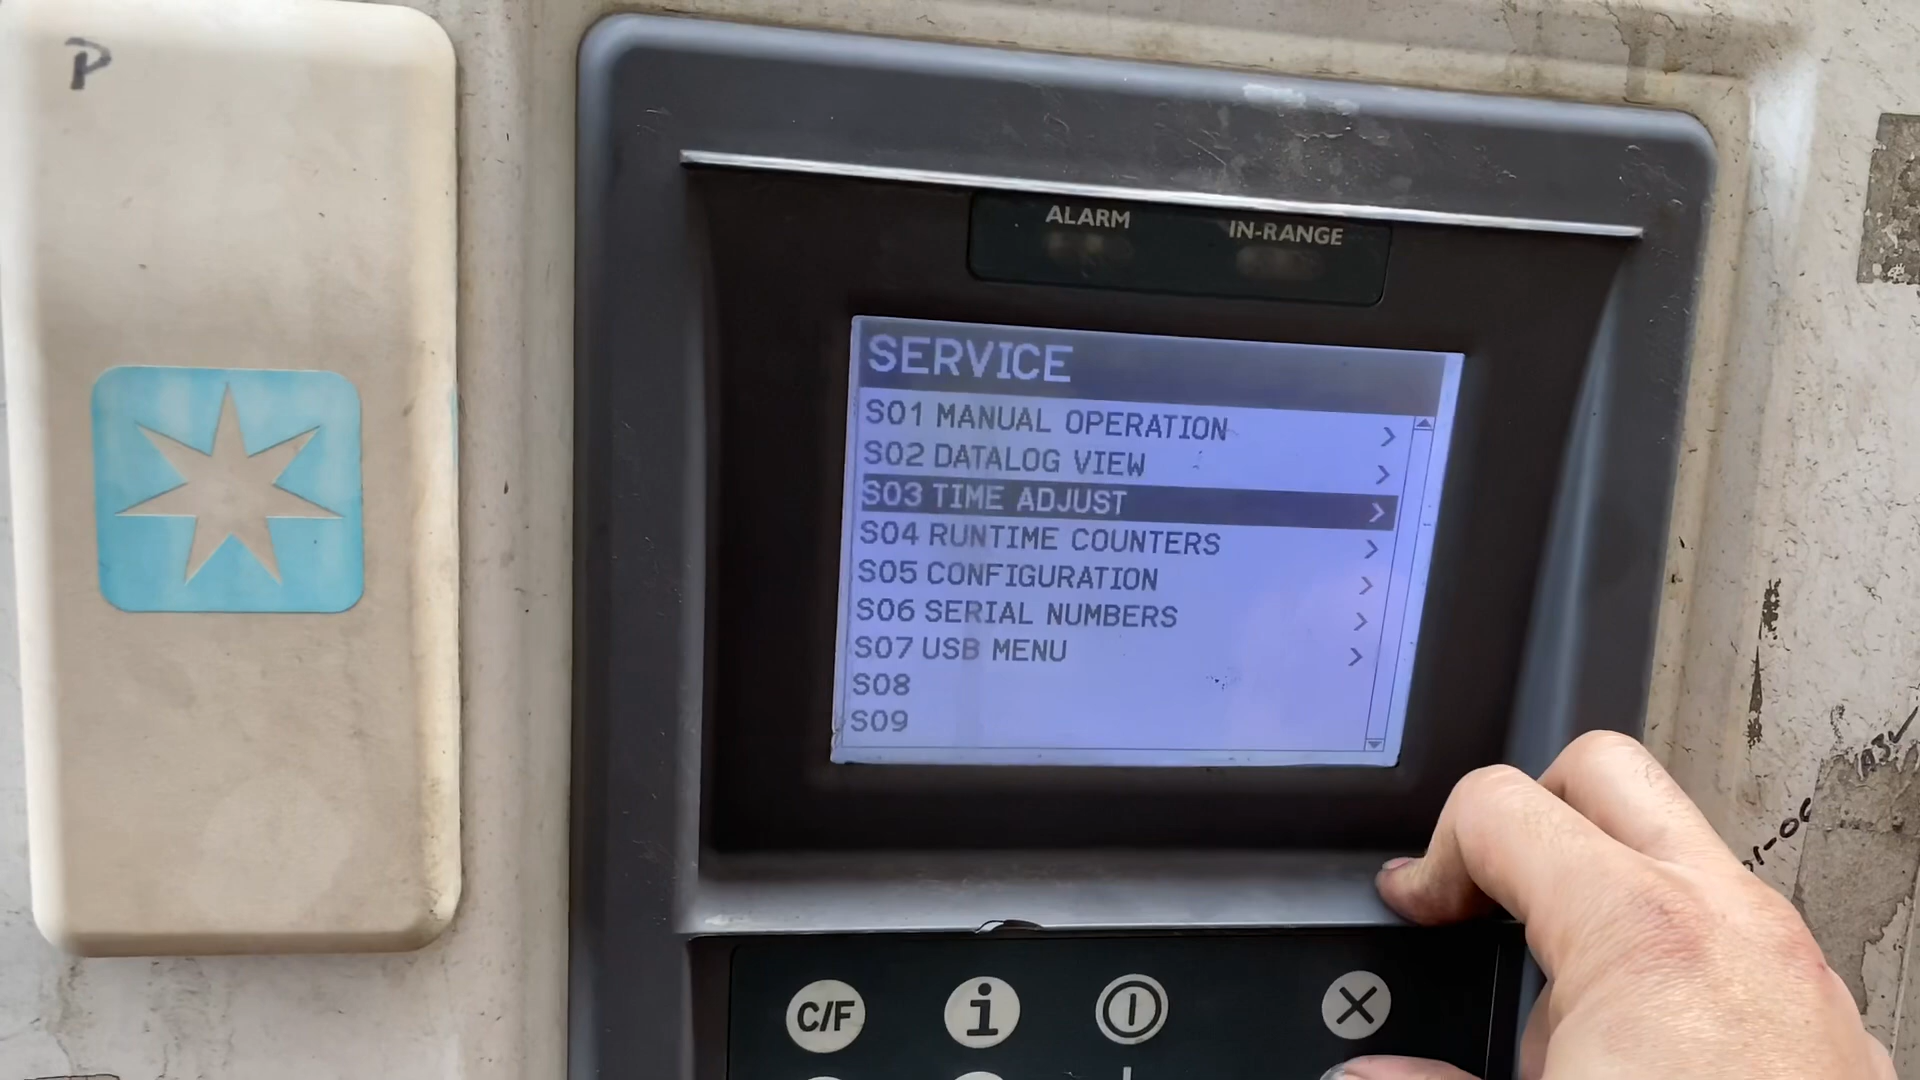 P
ALARM
IN-RANGE
SERVICE
S01 MANUAL OPERATION >
S02 DATALOG VIEW >
S03 TIME ADJUST >
S04 RUNTIME COUNTERS >
S05 CONFIGURATION >
S06 SERIAL NUMBERS >
S07 USB MENU >
S08
S09
C/F
i